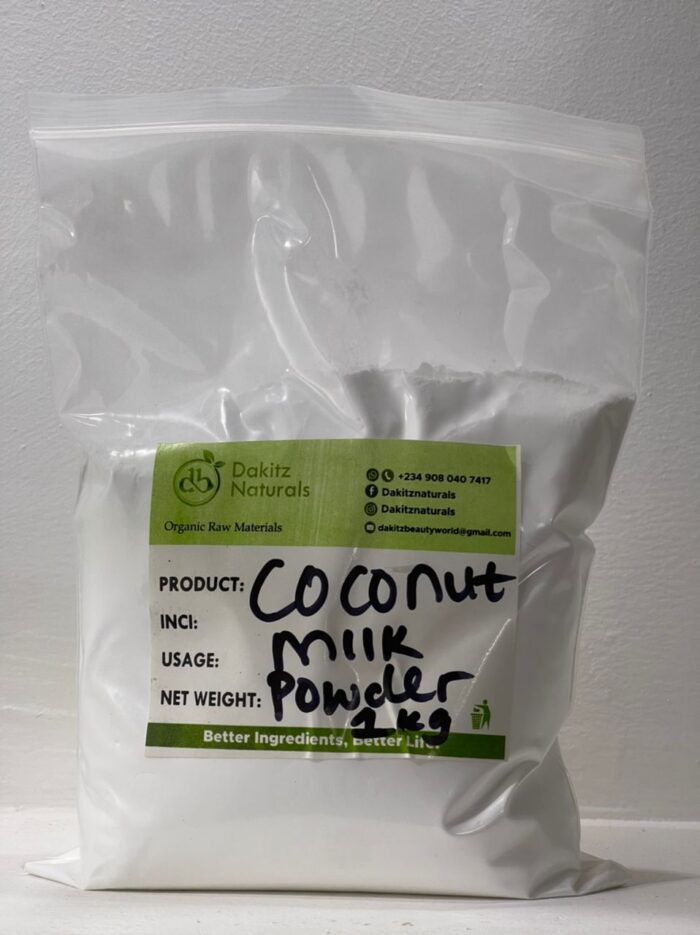 db
Dakitz
Naturals
Organic Raw Materials
+234 908 040 7417
Dakitznaturals
Dakitznaturals
dakitzbeautyworld@gmail.com
PRODUCT: Coconut
INCI:
USAGE: milk
NET WEIGHT: Powder
1kg
Better Ingredients, Better Life.